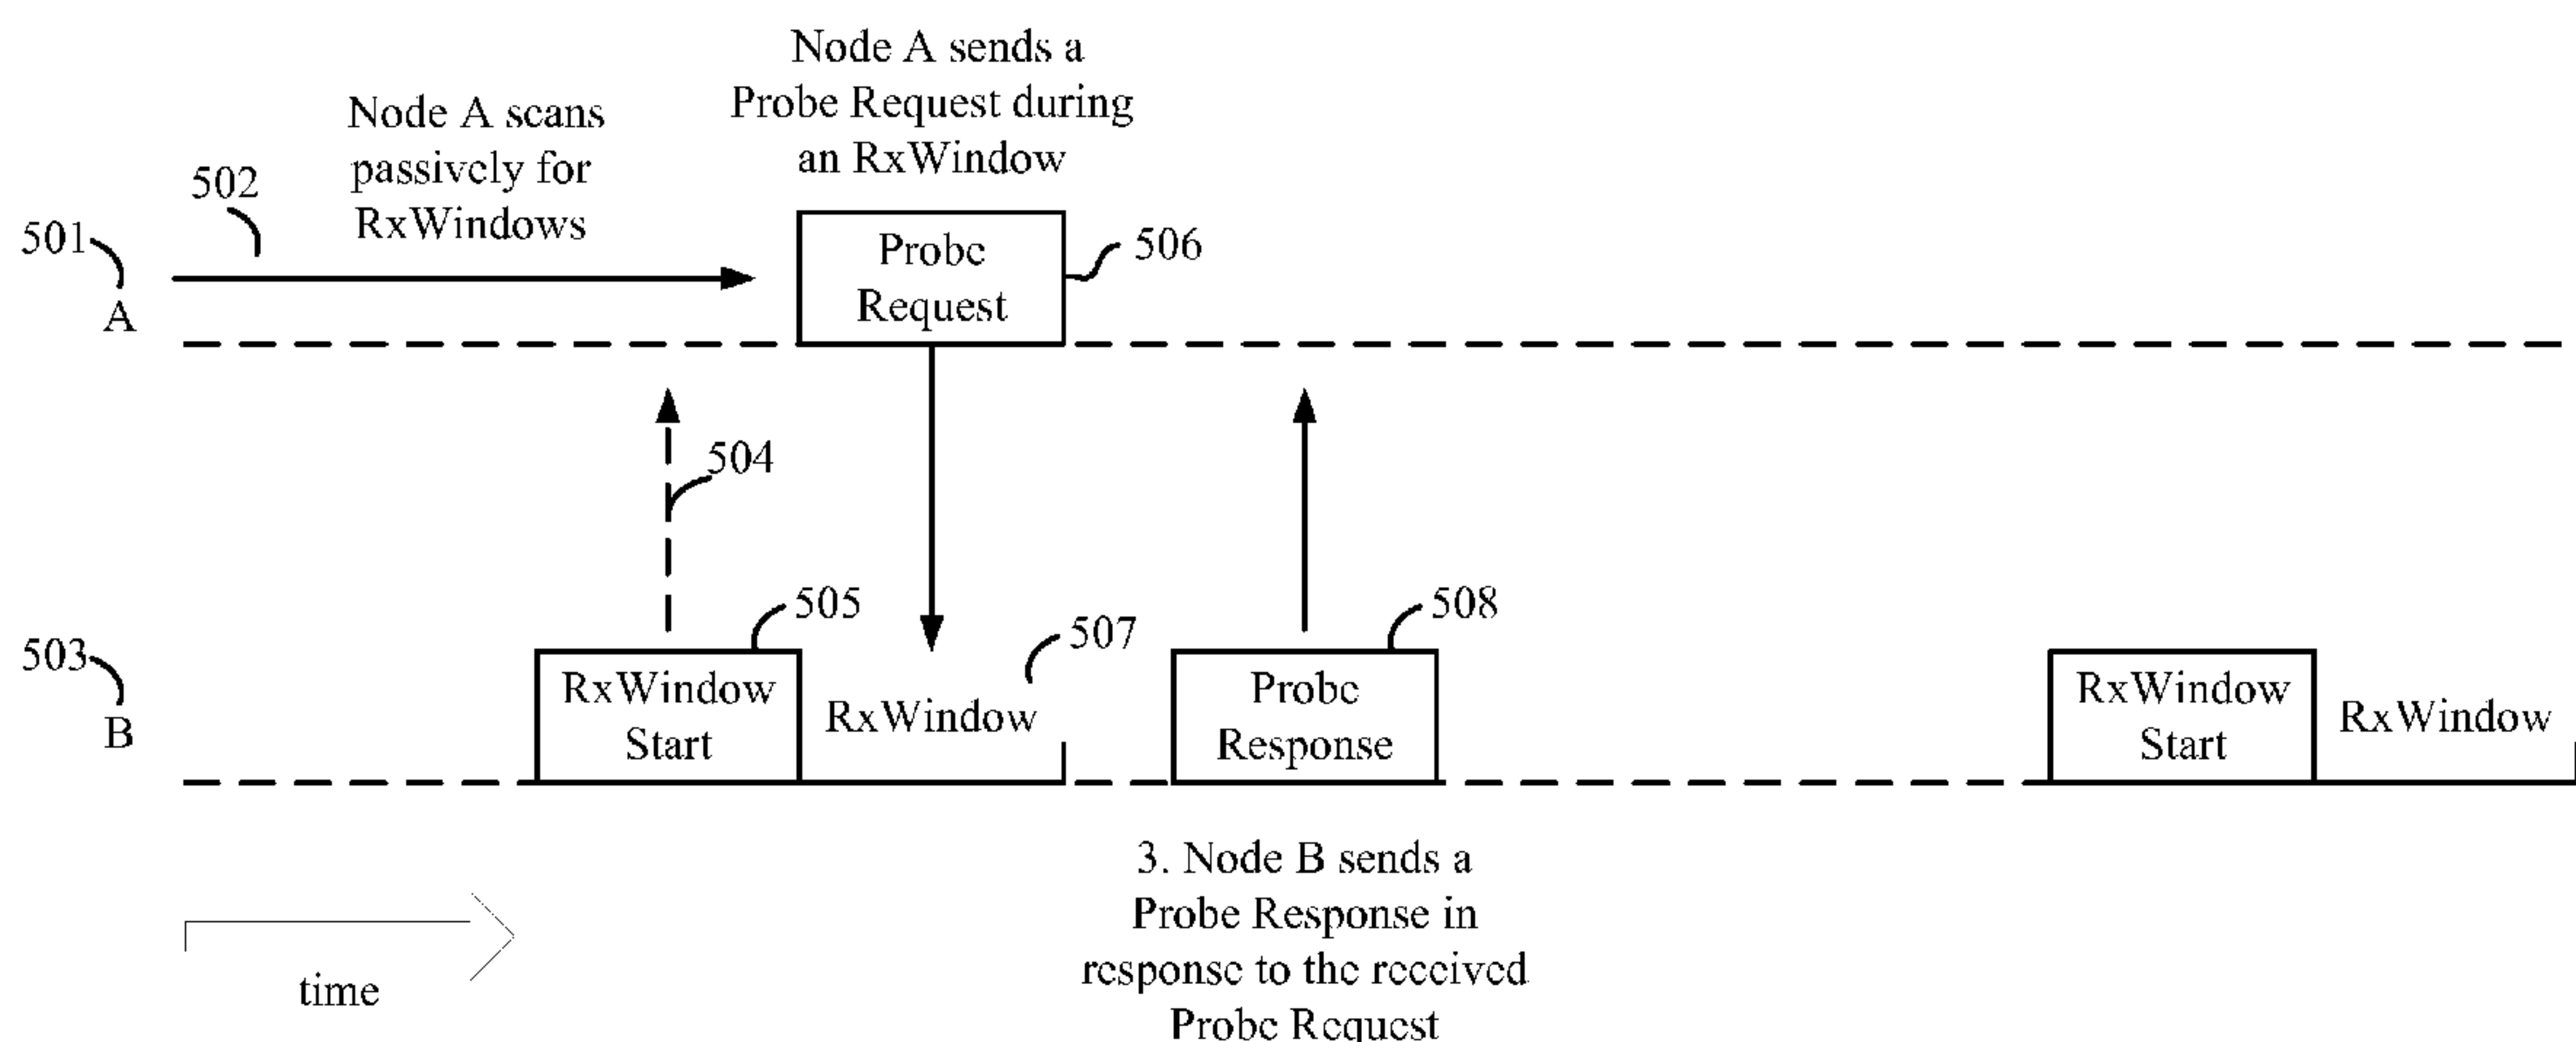 Node A sends a
Probe Request during
an RxWindow
Node A scans
passively for
RxWindows
502
501
A
Probe
Request
506
504
505
507
508
503
B
RxWindow
Start
RxWindow
Probe
Response
RxWindow
Start
RxWindow
3. Node B sends a
Probe Response in
response to the received
Probe Request
time